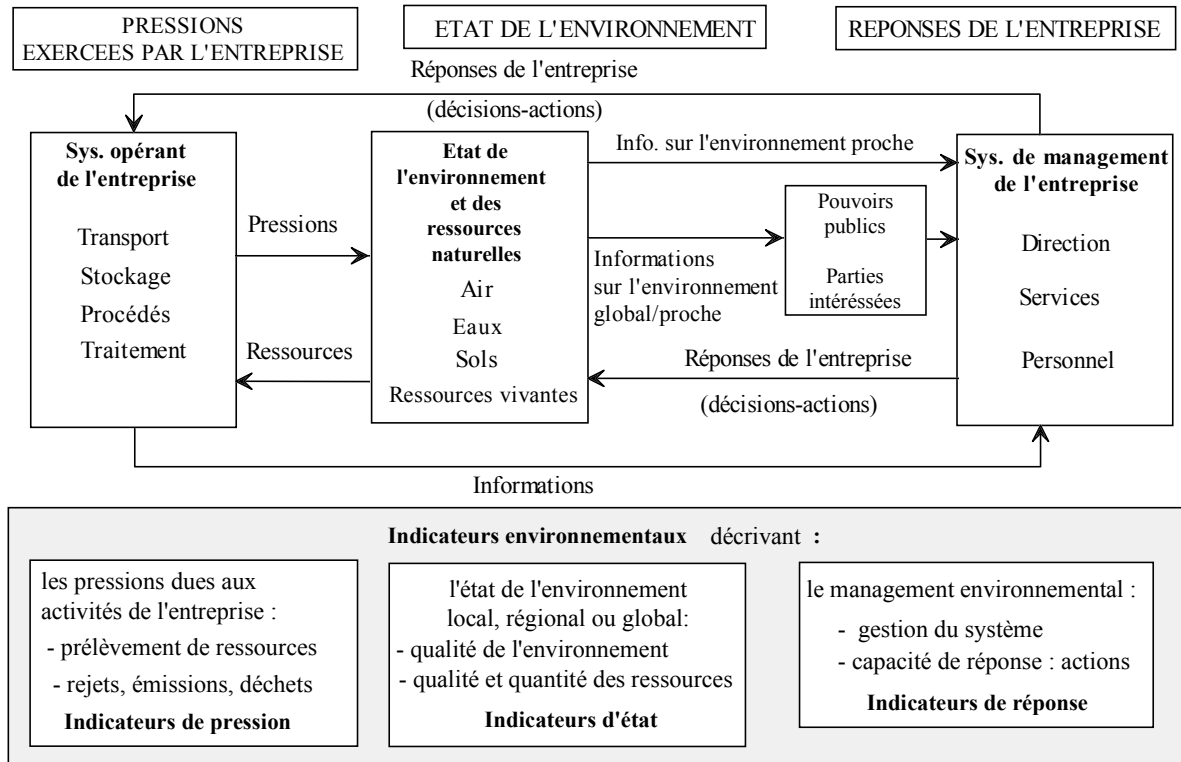 PRESSIONS
EXERCEES PAR L'ENTREPRISE
ETAT DE L'ENVIRONNEMENT
REPONSES DE L'ENTREPRISE
Réponses de l'entreprise
(décisions-actions)
Sys. opérant
de l'entreprise
Transport
Stockage
Procédés
Traitement
Pressions
Ressources
Etat de
l'environnement
et des
ressources
naturelles
Air
Eaux
Sols
Ressources vivantes
Info. sur l'environnement proche
Informations
sur l'environnement
global/proche
Pouvoirs
publics
Parties
intéréssées
Réponses de l'entreprise
(décisions-actions)
Sys. de management
de l'entreprise
Direction
Services
Personnel
Informations
Indicateurs environnementaux décrivant :
les pressions dues aux
activités de l'entreprise :
- prélèvement de ressources
- rejets, émissions, déchets
Indicateurs de pression
l'état de l'environnement
local, régional ou global:
- qualité de l'environnement
- qualité et quantité des ressources
Indicateurs d'état
le management environnemental :
- gestion du système
- capacité de réponse : actions
Indicateurs de réponse